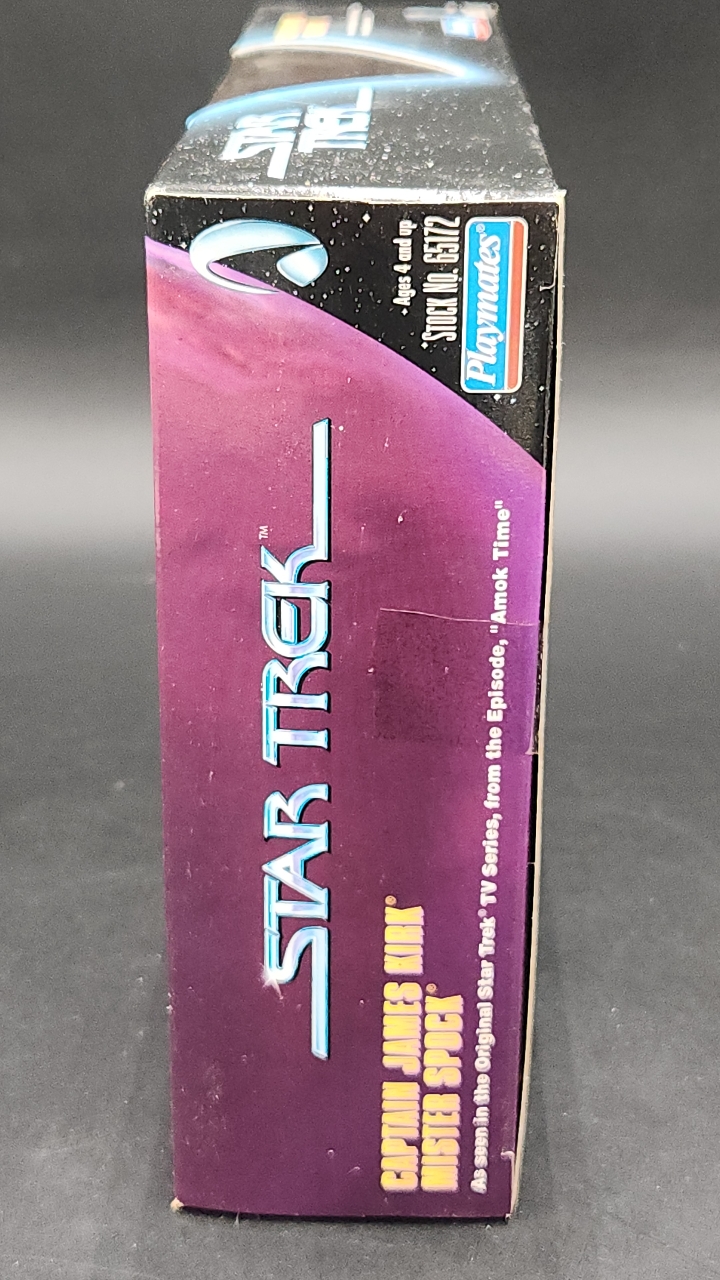 STAR
TREK
STAR TREK™
CAPTAIN JAMES KIRK®
MISTER SPOCK®
As seen in the Original Star Trek® TV Series, from the Episode, "Amok Time"
• Ages 4 and up
• STOCK NO. 65172
Playmates®